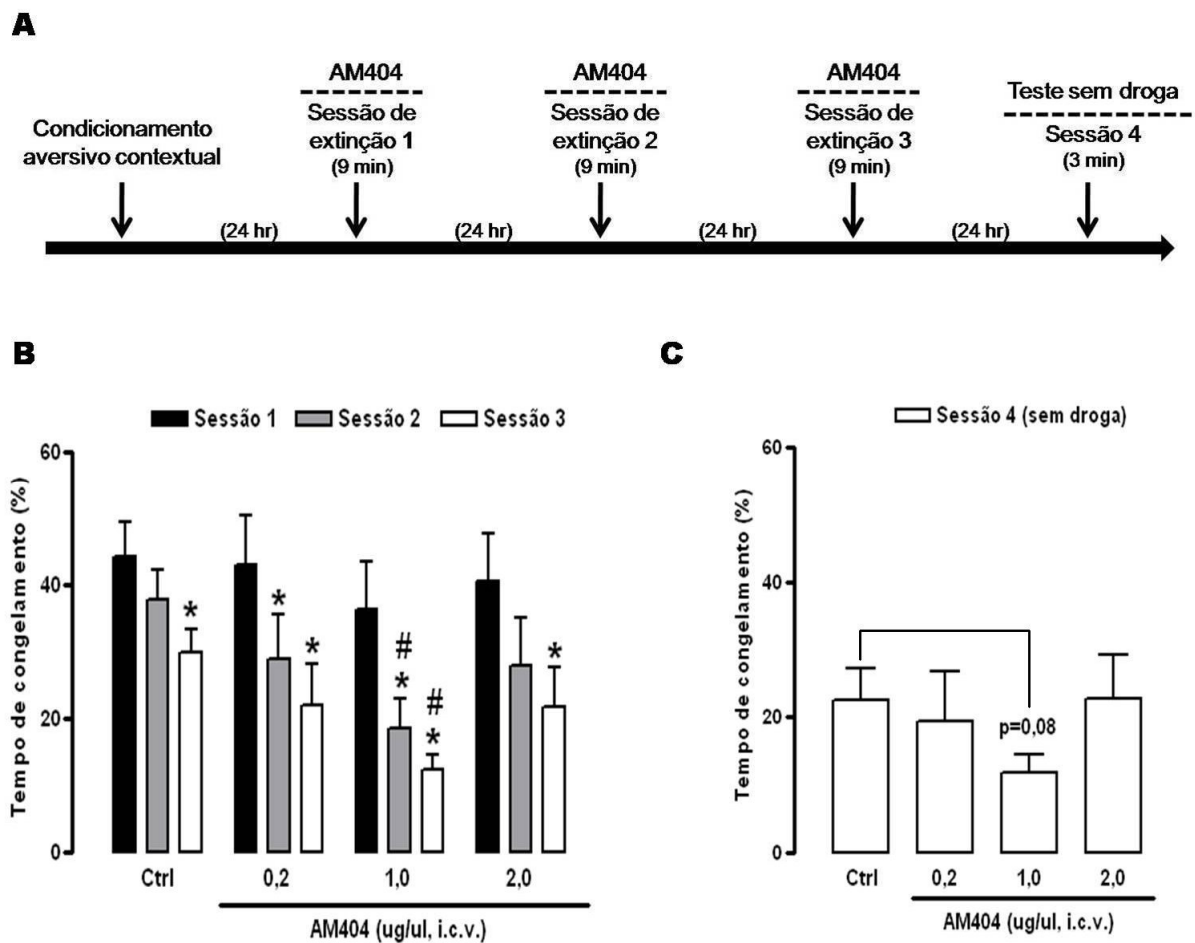 A
Condicionamento
aversivo contextual
AM404
Sessão de
extinção 1
(9 min)
AM404
Sessão de
extinção 2
(9 min)
AM404
Sessão de
extinção 3
(9 min)
Teste sem droga
Sessão 4
(3 min)
(24 hr) (24 hr) (24 hr) (24 hr)
B
Sessão 1 Sessão 2 Sessão 3
Tempo de congelamento (%)
60
40
20
0
* * * # * # * *
Ctrl 0,2 1,0 2,0
AM404 (ug/ul, i.c.v.)
C
Sessão 4 (sem droga)
Tempo de congelamento (%)
60
40
20
0
p=0,08
Ctrl 0,2 1,0 2,0
AM404 (ug/ul, i.c.v.)